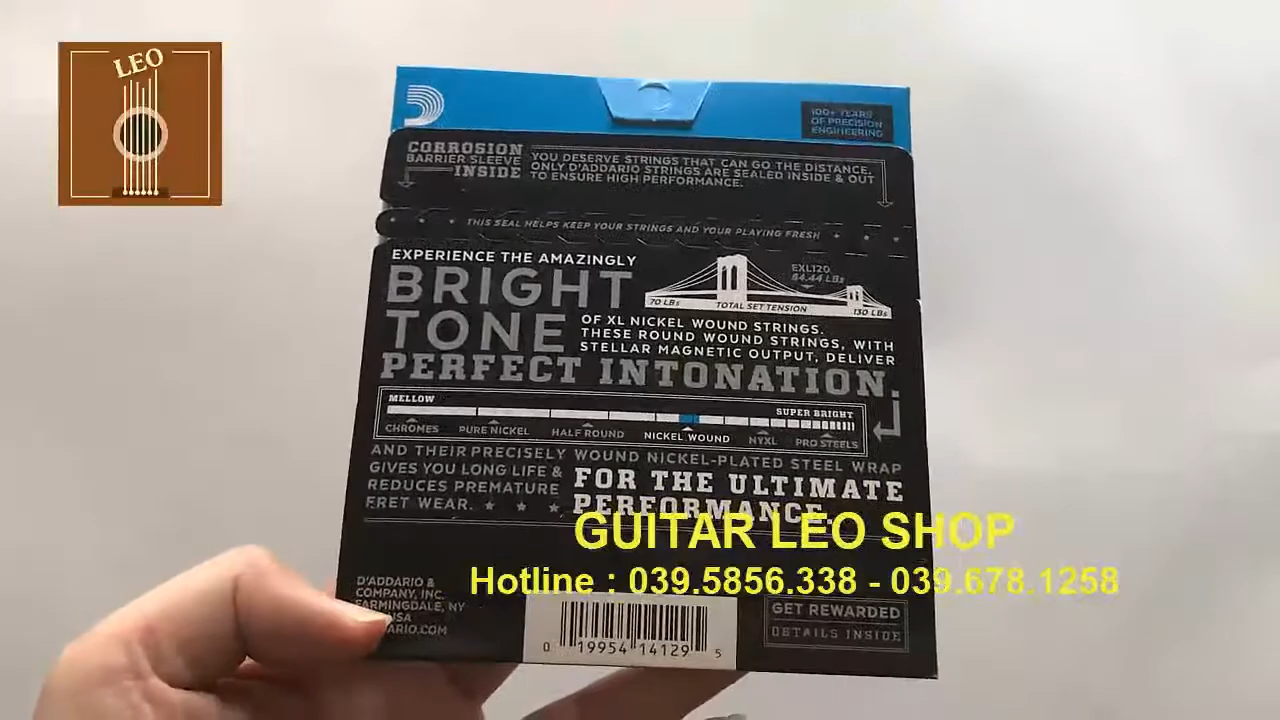 LEO
100+ YEARS
OF PRECISION
ENGINEERING
CORROSION
BARRIER SLEEVE
INSIDE
YOU DESERVE STRINGS THAT CAN GO THE DISTANCE.
ONLY D'ADDARIO STRINGS ARE SEALED INSIDE & OUT
TO ENSURE HIGH PERFORMANCE.
THIS SEAL HELPS KEEP YOUR STRINGS AND YOUR PLAYING FRESH
EXPERIENCE THE AMAZINGLY
BRIGHT
TONE
EXL120
84.44 LBs
70 LBs TOTAL SET TENSION 130 LBs
OF XL NICKEL WOUND STRINGS.
THESE ROUND WOUND STRINGS, WITH
STELLAR MAGNETIC OUTPUT, DELIVER
PERFECT INTONATION.
MELLOW SUPER BRIGHT
CHROMES PURE NICKEL HALF ROUND NICKEL WOUND NYXL PRO STEELS
AND THEIR PRECISELY WOUND NICKEL-PLATED STEEL WRAP
GIVES YOU LONG LIFE &
REDUCES PREMATURE
FRET WEAR.
FOR THE ULTIMATE
PERFORMANCE.
GUITAR LEO SHOP
Hotline : 039.5856.338 - 039.678.1258
D'ADDARIO &
COMPANY, INC.
FARMINGDALE, NY
USA
ARIO.COM
0 19954 14129 5
GET REWARDED
DETAILS INSIDE